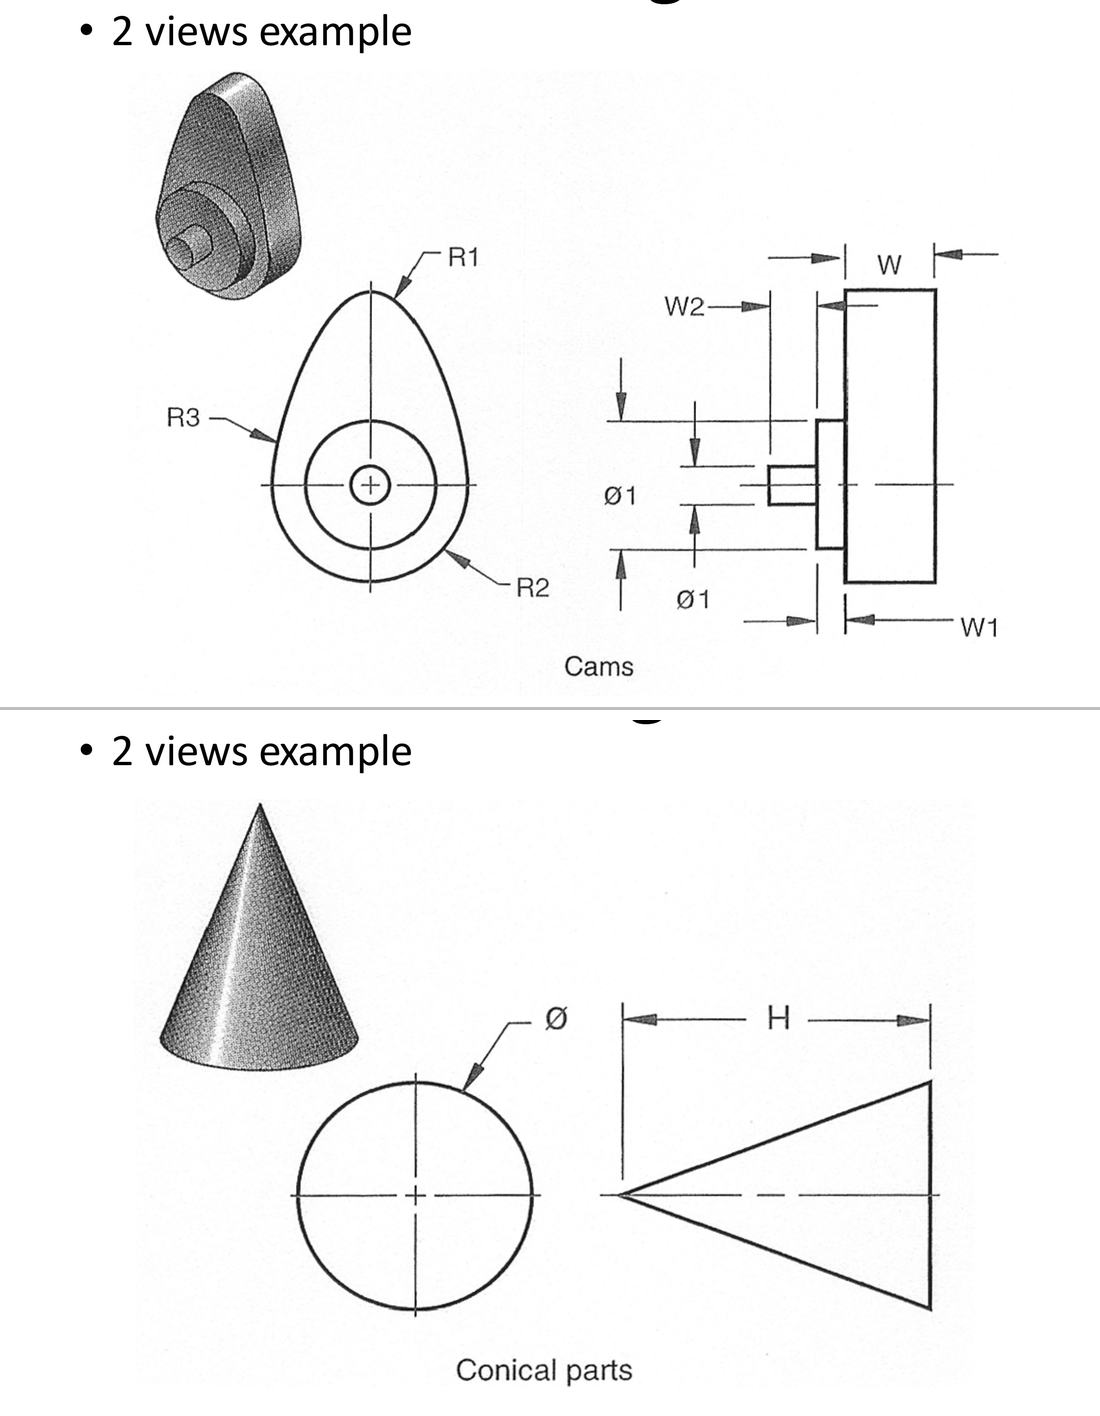 • 2 views example
R1
W
W2
R3
Ø1
R2
Ø1
W1
Cams
• 2 views example
Ø
H
Conical parts